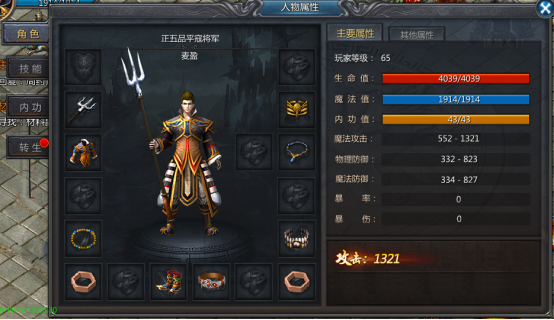 1914/1914
人物属性
角 色
技 能
内 功
转 生
正五品平寇将军
麦盈
主要属性
其他属性
玩家等级： 65
生 命 值： 4039/4039
魔 法 值： 1914/1914
内 功 值： 43/43
魔法攻击： 552 - 1321
物理防御： 332 - 823
魔法防御： 334 - 827
暴 率： 0
暴 伤： 0
攻击：1321